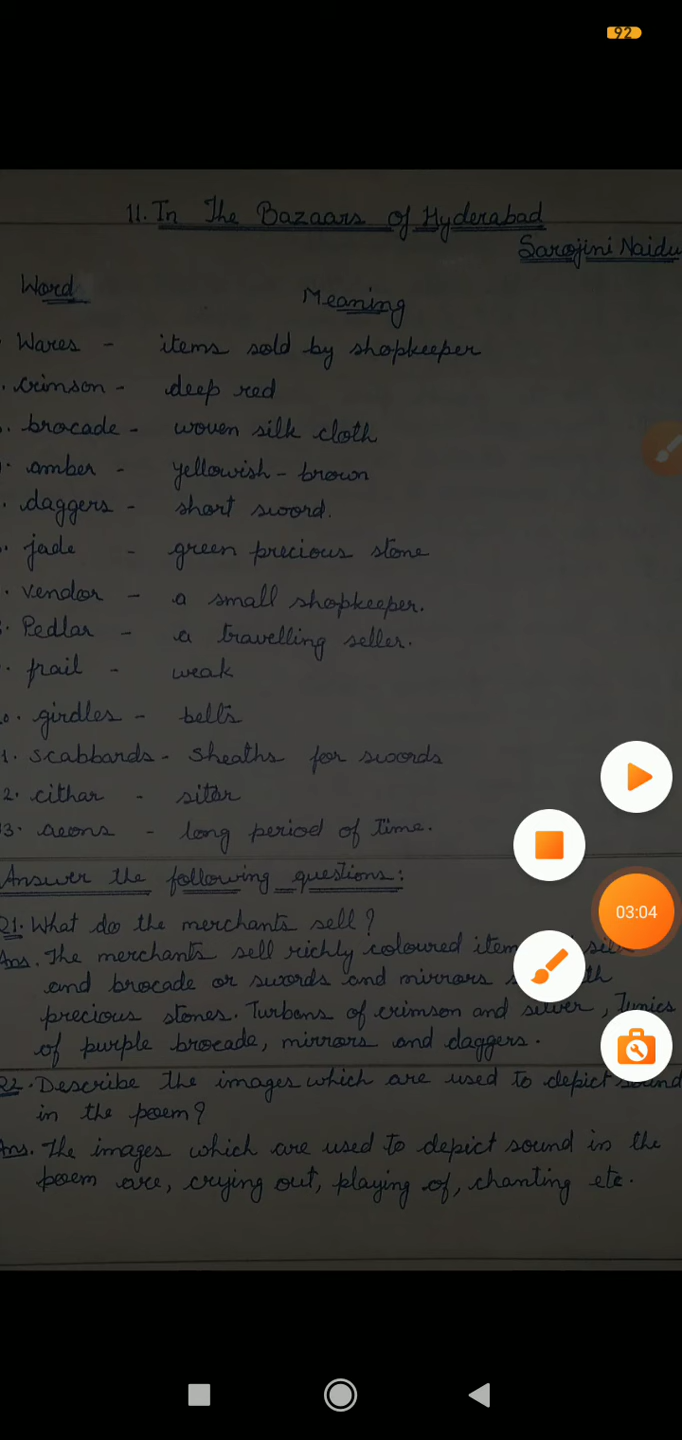 92
11. In The Bazaars of Hyderabad
Sarojini Naidu
Word Meaning
Wares - items sold by shopkeeper
. crimson - deep red
. brocade - woven silk cloth
. amber - yellowish - brown
. daggers - short sword.
. jade - green precious stone
. vendor - a small shopkeeper.
. Pedlar - a travelling seller.
. frail - weak
0. girdles - belts
1. scabbards - sheaths for swords
2. cithar - sitar
3. aeons - long period of time.
Answer the following questions:
Q1. What do the merchants sell?
Ans. The merchants sell richly coloured item
and brocade or swords and mirrors
precious stones. Turbans of crimson and silver, Tunics
of purple brocade, mirrors and daggers.
Q2. Describe the images which are used to depict sound
in the poem?
Ans. The images which are used to depict sound in the
poem are, crying out, playing of, chanting etc.
03:04